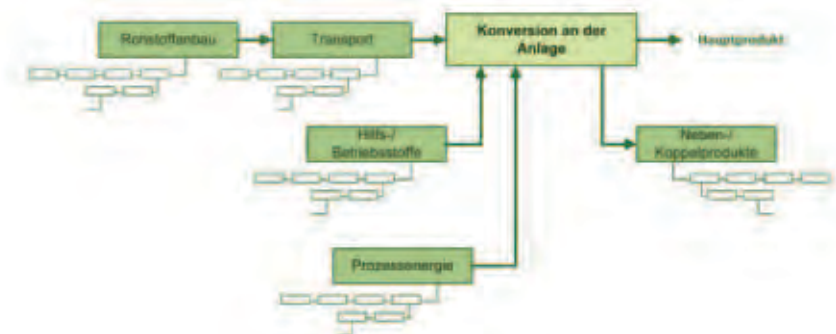 Rohstoffanbau
Transport
Konversion an der
Anlage
Hauptprodukt
Hilfs-/
Betriebsstoffe
Neben-/
Koppelprodukte
Prozessenergie